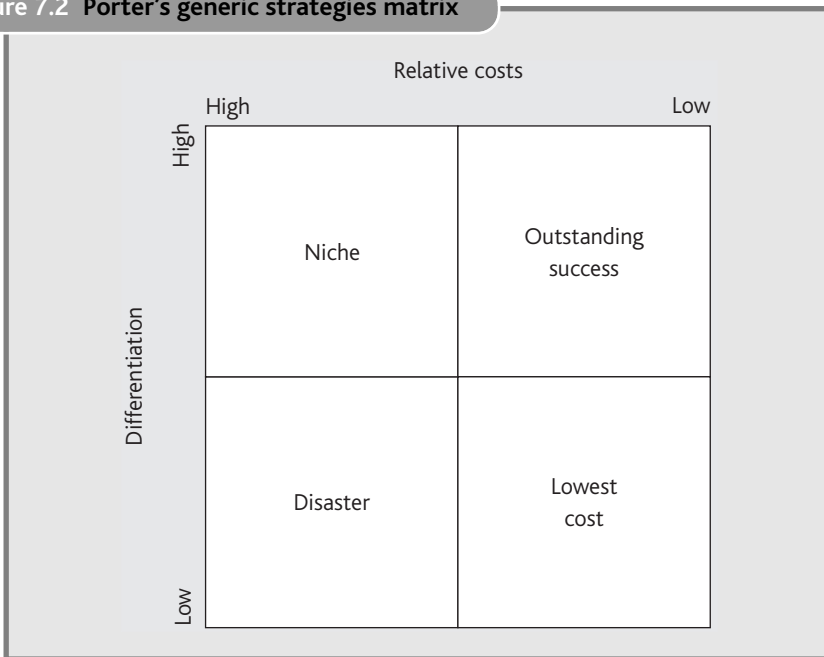 7.2 Porter's generic strategies matrix
Relative costs
High Low
High
Niche
Outstanding
success
Differentiation
Disaster
Lowest
cost
Low